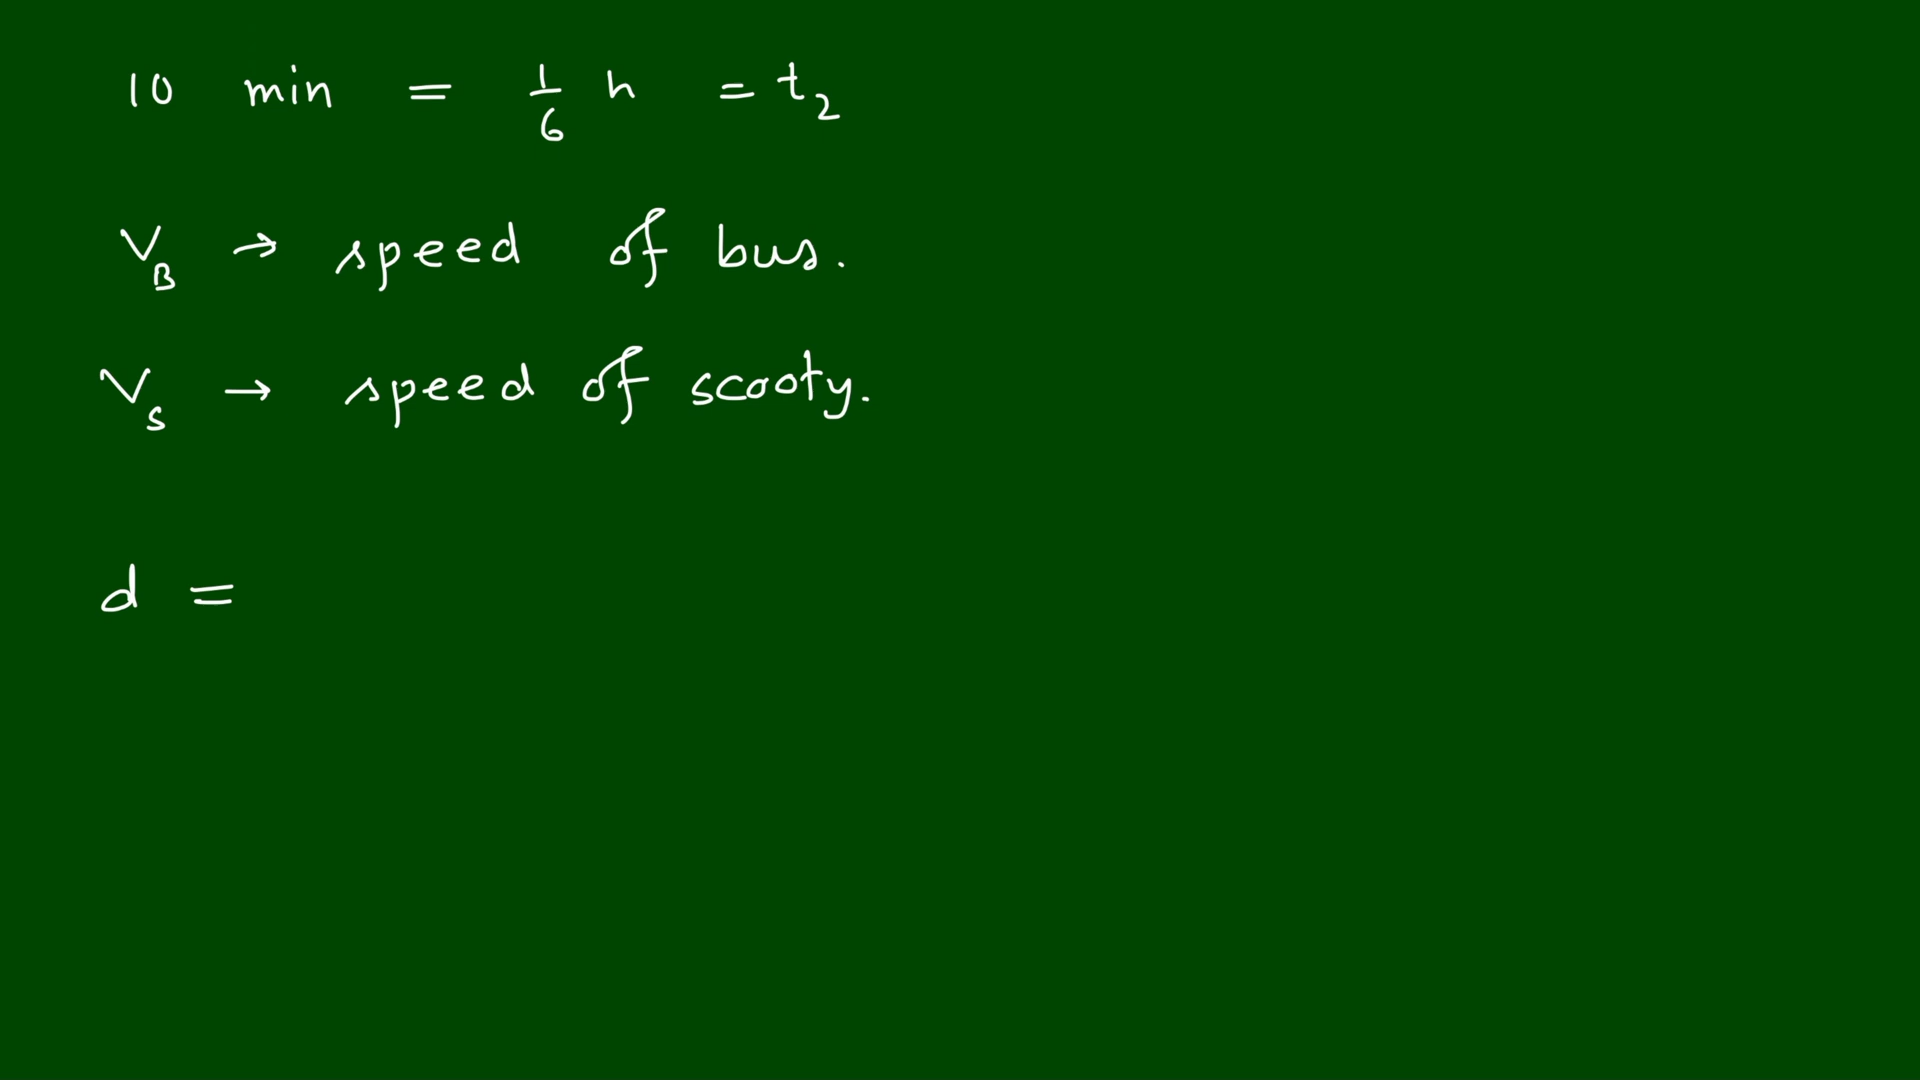 10 min = 1/6 h = t₂
V_B → speed of bus.
V_s → speed of scooty.
d =